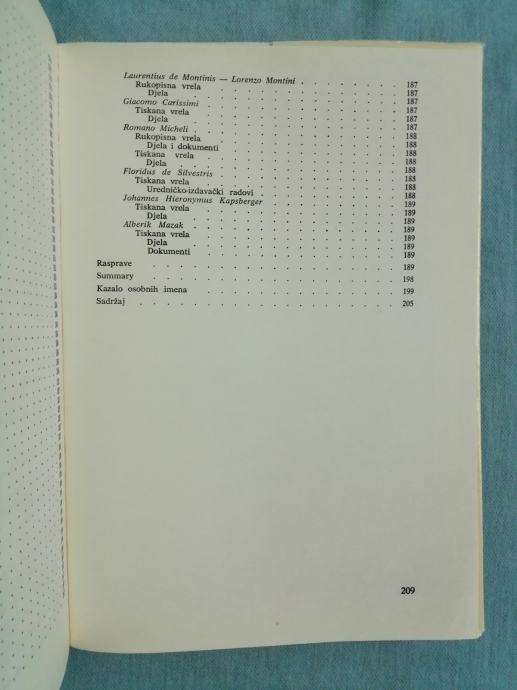 Laurentius de Montinis — Lorenzo Montini . . . . . . . . 187
Rukopisna vrela . . . . . . . . . . . 187
Djela . . . . . . . . . . . 187
Giacomo Carissimi . . . . . . . . . . . 187
Tiskana vrela . . . . . . . . . . . 187
Djela . . . . . . . . . . . 187
Romano Micheli . . . . . . . . . . . 188
Rukopisna vrela . . . . . . . . . . . 188
Djela i dokumenti . . . . . . . . . . 188
Tiskana vrela . . . . . . . . . . . 188
Djela . . . . . . . . . . . 188
Floridus de Silvestris . . . . . . . . . . . 188
Tiskana vrela . . . . . . . . . . . 188
Uredničko-izdavački radovi . . . . . . . . . 188
Johannes Hieronymus Kapsberger . . . . . . . . 189
Tiskana vrela . . . . . . . . . . . 189
Djela . . . . . . . . . . . 189
Alberik Mazak . . . . . . . . . . . 189
Tiskana vrela . . . . . . . . . . . 189
Djela . . . . . . . . . . . 189
Dokumenti . . . . . . . . . . . 189
Rasprave . . . . . . . . . . . 189
Summary . . . . . . . . . . . 198
Kazalo osobnih imena . . . . . . . . . . . 199
Sadržaj . . . . . . . . . . . 205
209